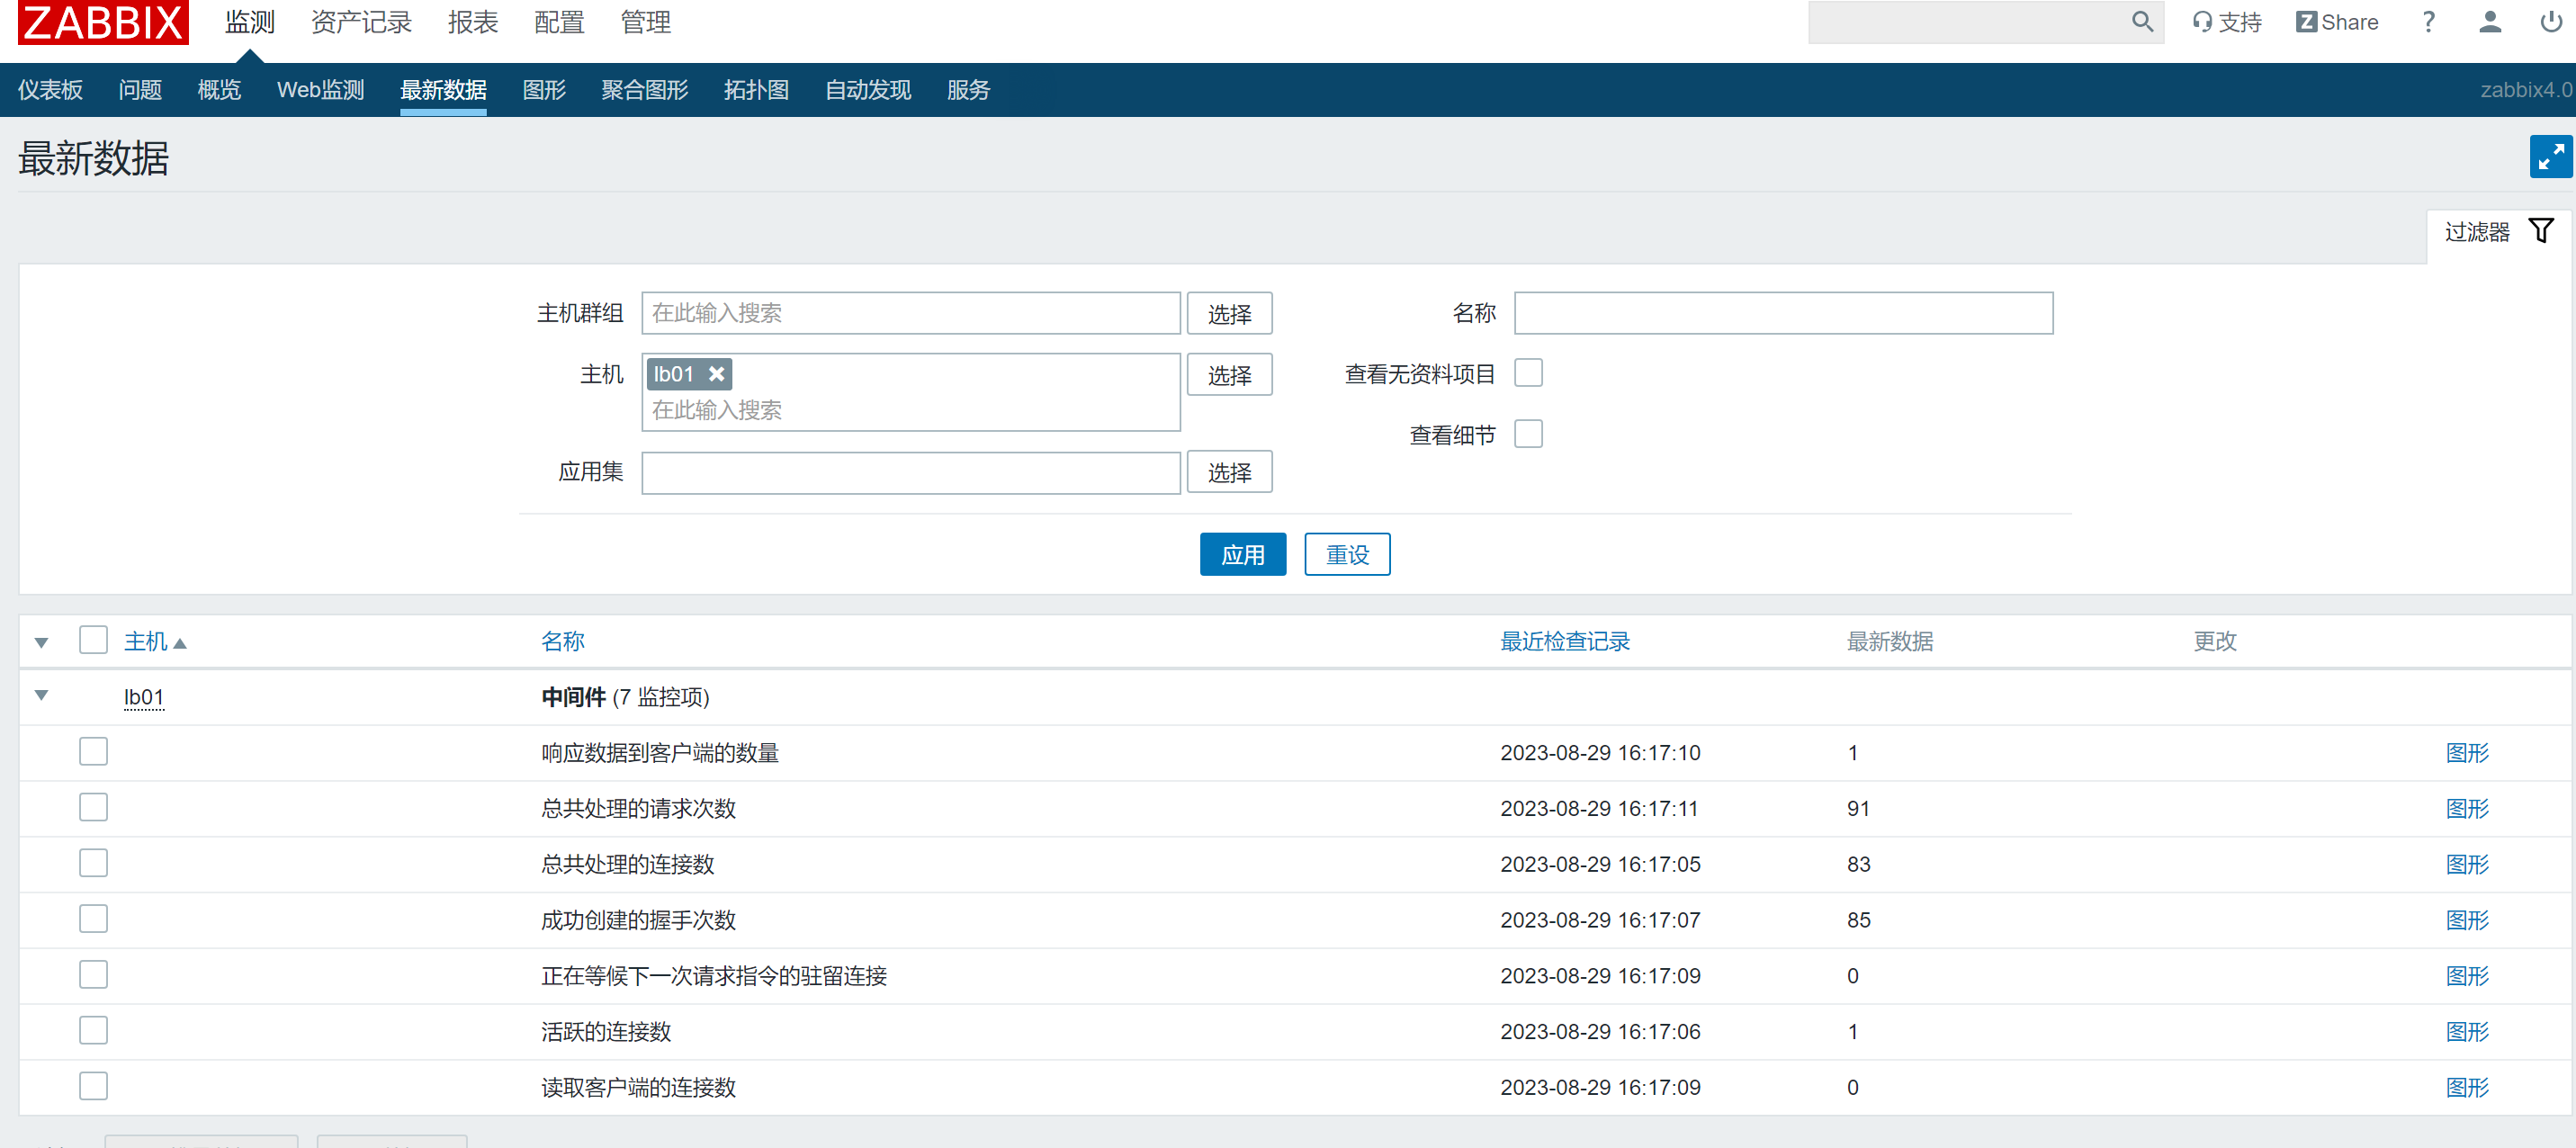 ZABBIX 监测 资产记录 报表 配置 管理 支持 Z Share ?
仪表板 问题 概览 Web监测 最新数据 图形 聚合图形 拓扑图 自动发现 服务 zabbix4.0
最新数据
过滤器
主机群组 在此输入搜索 选择 名称
主机 lb01 选择 查看无资料项目
在此输入搜索
查看细节
应用集 选择
应用 重设
主机 名称 最近检查记录 最新数据 更改
lb01 中间件 (7 监控项)
响应数据到客户端的数量 2023-08-29 16:17:10 1 图形
总共处理的请求次数 2023-08-29 16:17:11 91 图形
总共处理的连接数 2023-08-29 16:17:05 83 图形
成功创建的握手次数 2023-08-29 16:17:07 85 图形
正在等候下一次请求指令的驻留连接 2023-08-29 16:17:09 0 图形
活跃的连接数 2023-08-29 16:17:06 1 图形
读取客户端的连接数 2023-08-29 16:17:09 0 图形